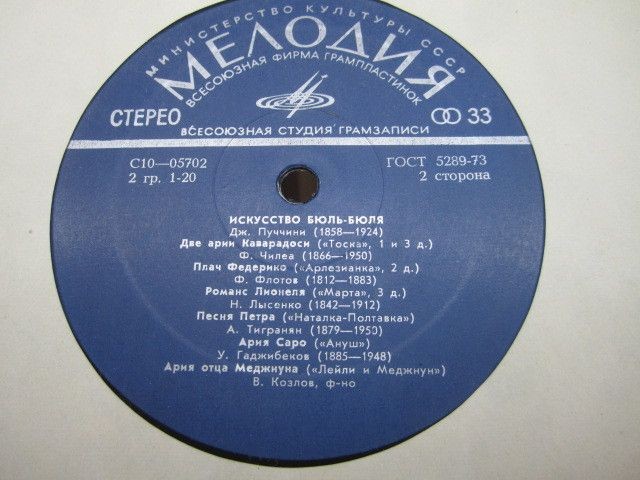 МИНИСТЕРСТВО КУЛЬТУРЫ СССР
МЕЛОДИЯ
ВСЕСОЮЗНАЯ ФИРМА ГРАМПЛАСТИНОК
СТЕРЕО
33
ВСЕСОЮЗНАЯ СТУДИЯ ГРАМЗАПИСИ
С10—05702
ГОСТ 5289-73
2 гр. 1-20
2 сторона
ИСКУССТВО БЮЛЬ-БЮЛЯ
Дж. Пуччини (1858—1924)
Две арии Каварадоси («Тоска», 1 и 3 д.)
Ф. Чилеа (1866—1950)
Плач Федерико («Арлезианка», 2 д.)
Ф. Флотов (1812—1883)
Романс Лионеля («Марта», 3 д.)
Н. Лысенко (1842—1912)
Песня Петра («Наталка-Полтавка»)
А. Тигранян (1879—1950)
Ария Саро («Ануш»)
У. Гаджибеков (1885—1948)
Ария отца Меджнуна («Лейли и Меджнун»)
В. Козлов, ф-но